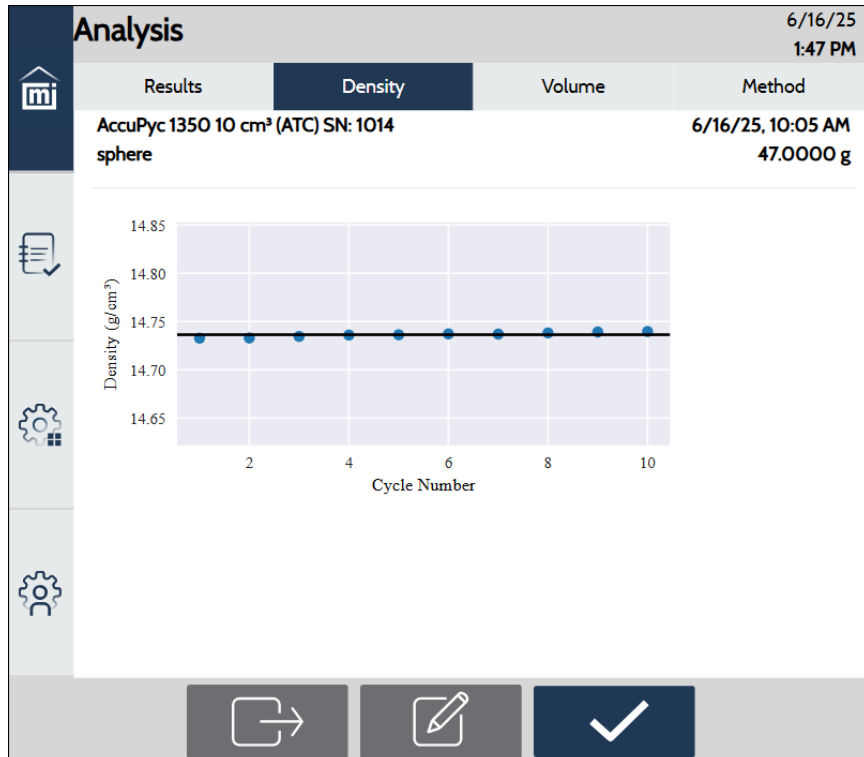 Analysis
6/16/25
1:47 PM
mi
Results Density Volume Method
AccuPyc 1350 10 cm³ (ATC) SN: 1014 6/16/25, 10:05 AM
sphere 47.0000 g
14.85
14.80
14.75
14.70
14.65
Density (g/cm³)
2 4 6 8 10
Cycle Number